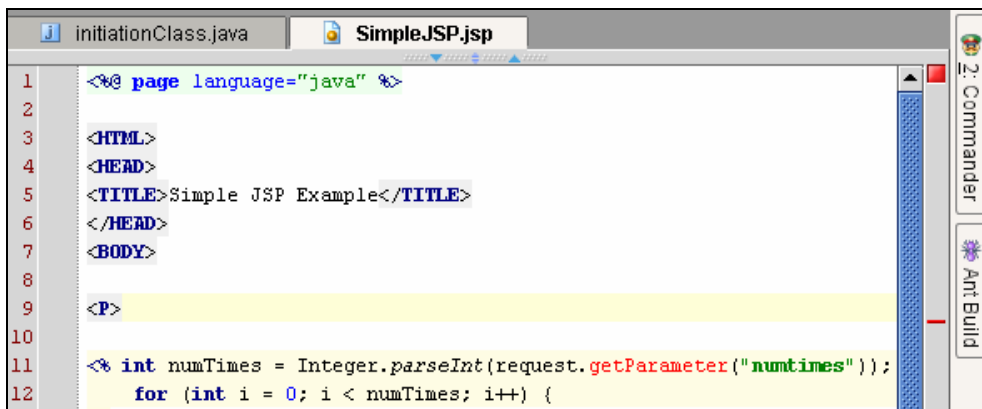 initiationClass.java SimpleJSP.jsp
1 <%@ page language="java" %>
2
3 <HTML>
4 <HEAD>
5 <TITLE>Simple JSP Example</TITLE>
6 </HEAD>
7 <BODY>
8
9 <P>
10
11 <% int numTimes = Integer.parseInt(request.getParameter("numtimes"));
12 for (int i = 0; i < numTimes; i++) {
2: Commander
Ant Build